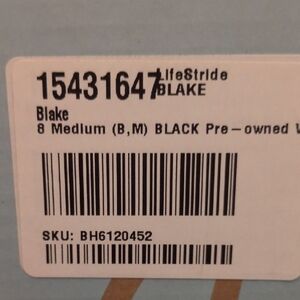 15431647 LifeStride
BLAKE
Blake
8 Medium (B,M) BLACK Pre-owned
SKU: BH6120452